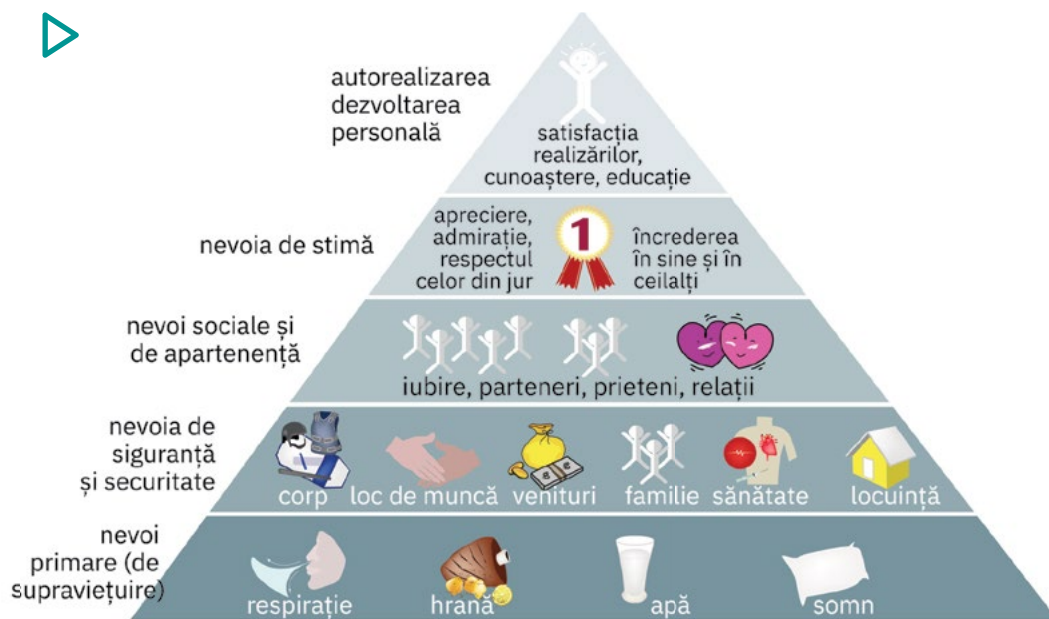 autorealizarea
dezvoltarea
personală
satisfacția
realizărilor,
cunoaștere, educație
nevoia de stimă
apreciere,
admirație,
respectul
celor din jur
1
încrederea
în sine și în
ceilalți
nevoi sociale și
de apartenență
iubire, parteneri, prieteni, relații
nevoia de
siguranță
și securitate
corp loc de muncă venituri familie sănătate locuință
nevoi
primare (de
supraviețuire)
respirație hrană apă somn